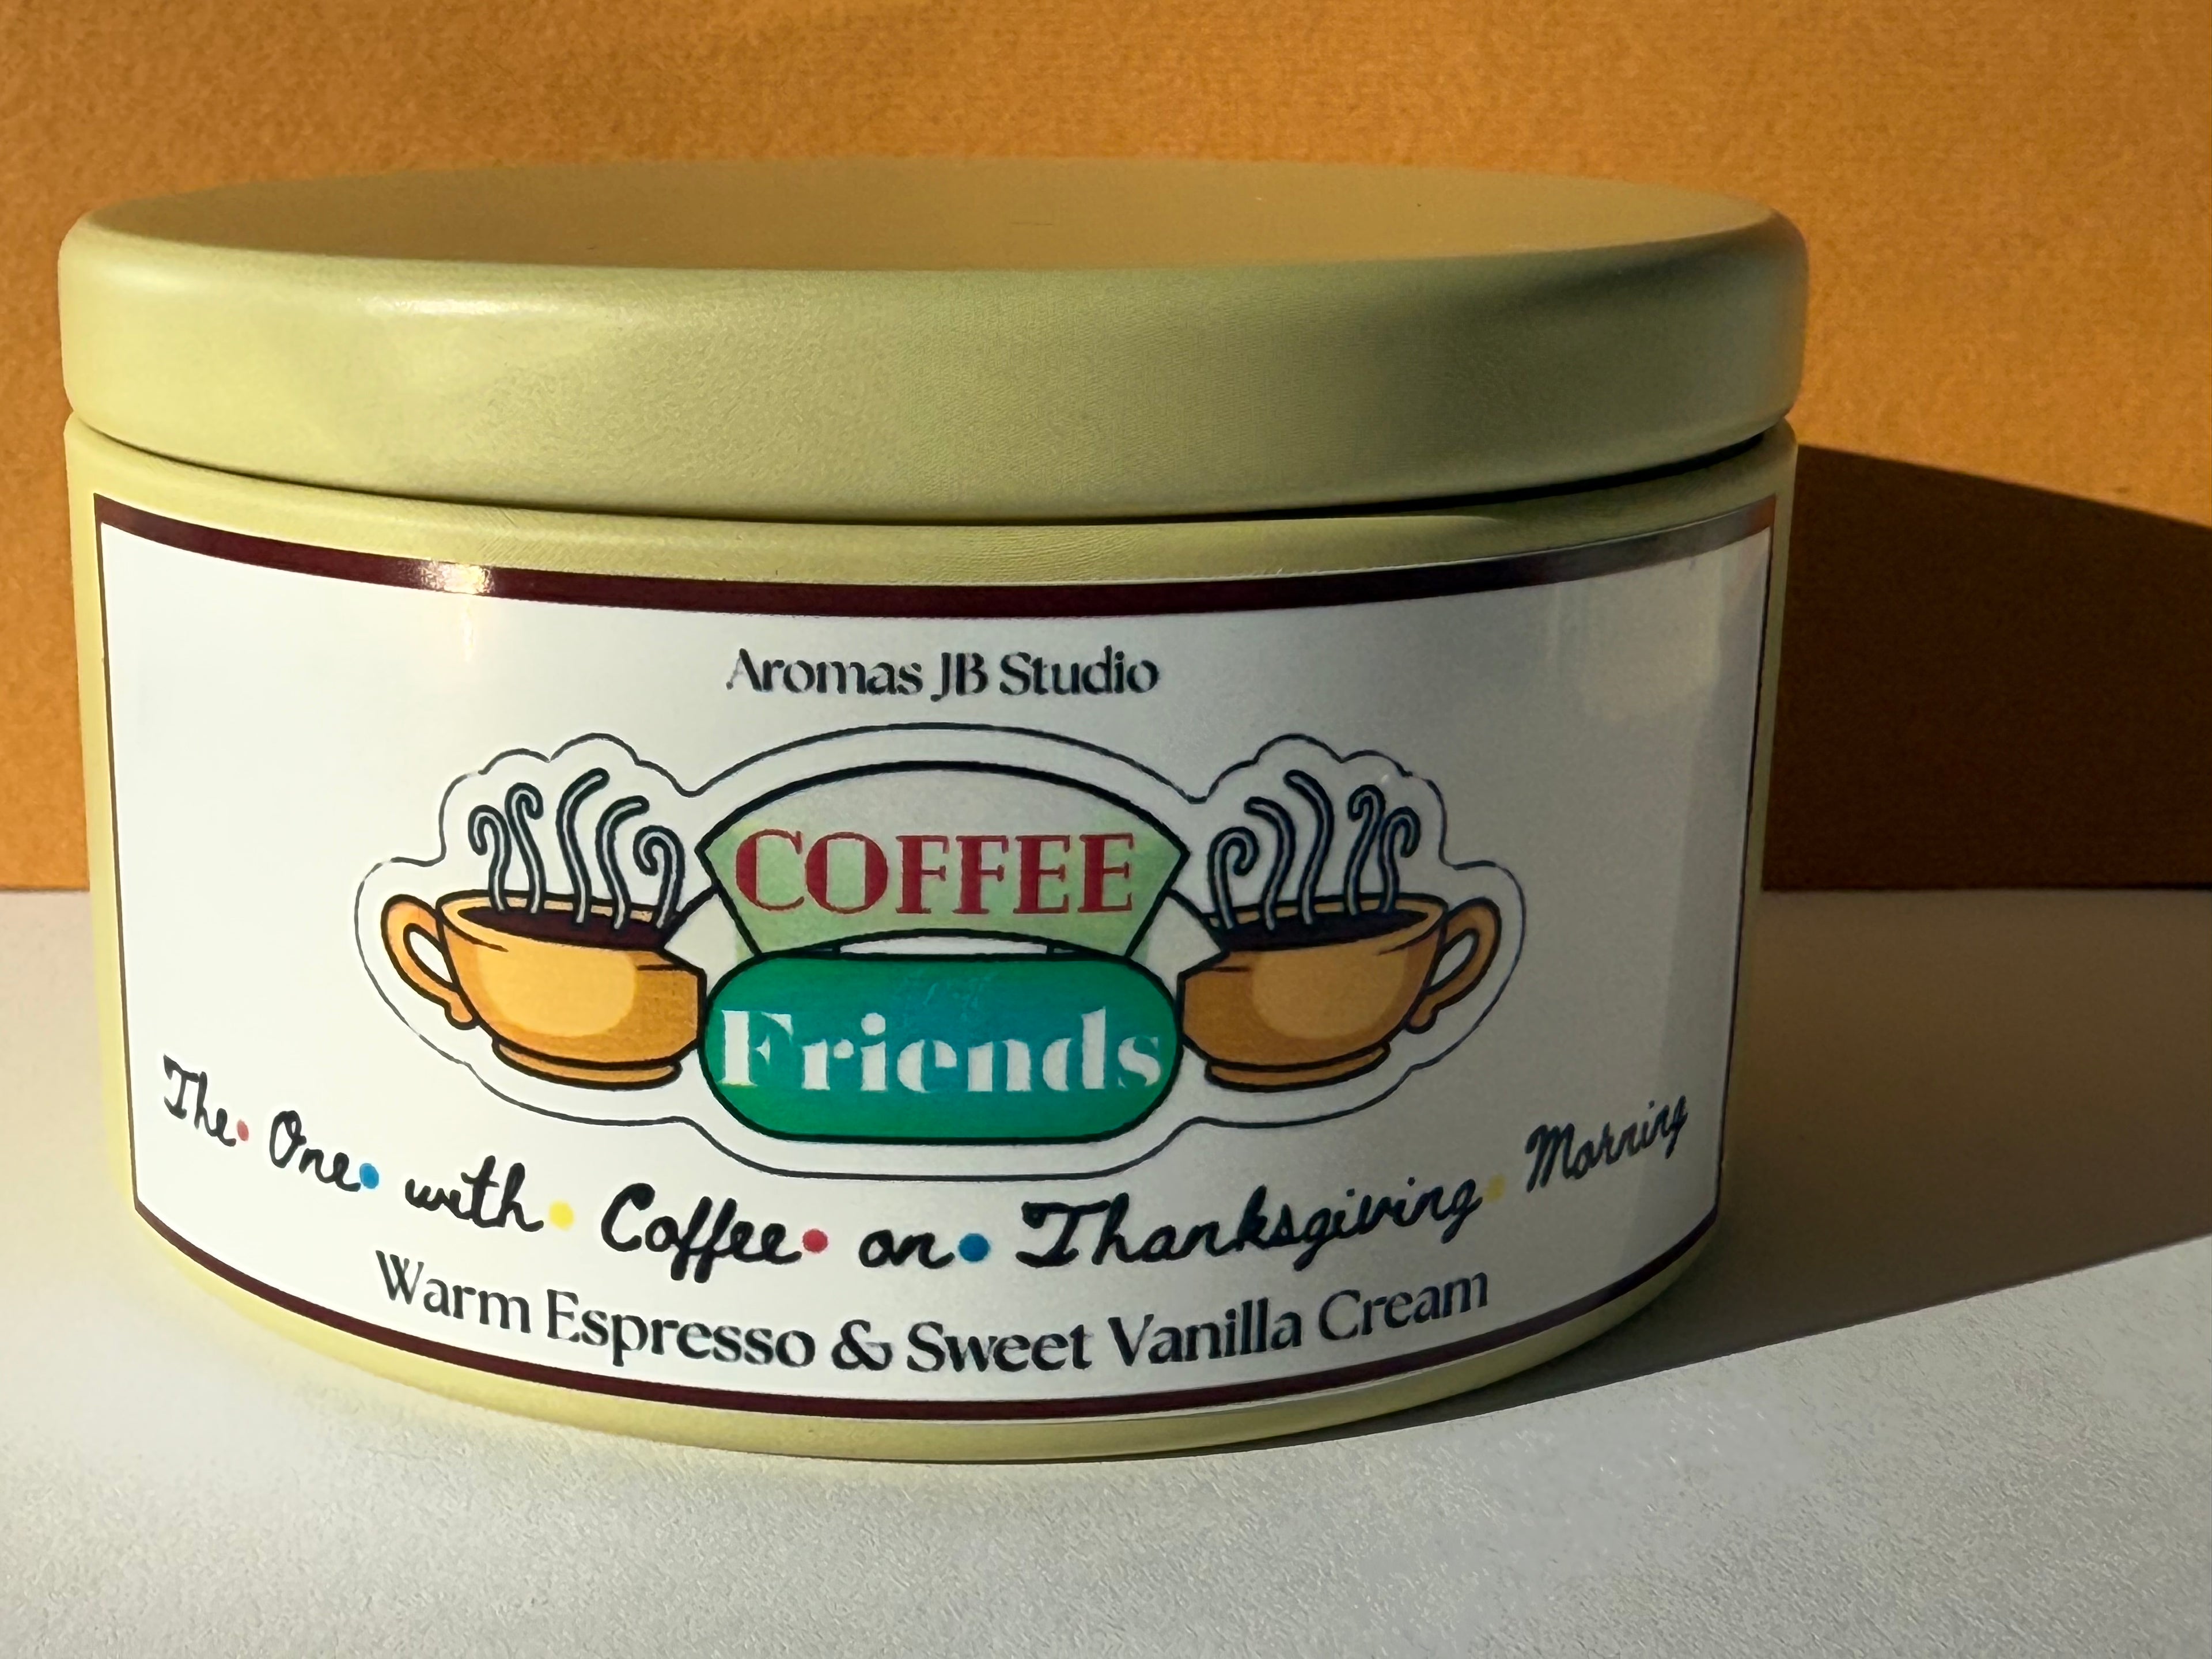 Aromas JB Studio
COFFEE
Friends
The• One• with• Coffee• on• Thanksgiving• Morning
Warm Espresso & Sweet Vanilla Cream